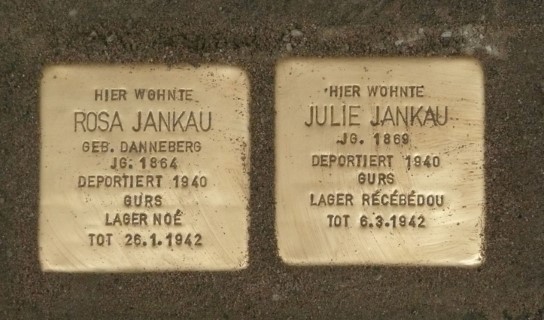 HIER WOHNTE
ROSA JANKAU
GEB. DANNEBERG
JG. 1864
DEPORTIERT 1940
GURS
LAGER NOÉ
TOT 26.1.1942
HIER WOHNTE
JULIE JANKAU
JG. 1869
DEPORTIERT 1940
GURS
LAGER RÉCÉBÉDOU
TOT 6.3.1942